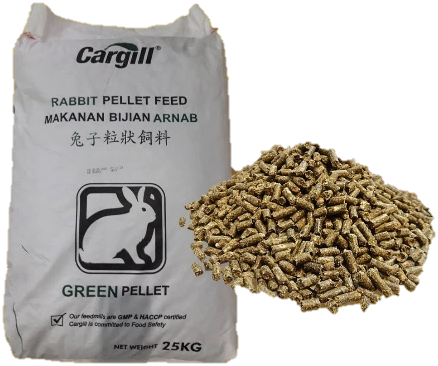 Cargill®
RABBIT PELLET FEED
MAKANAN BIJIAN ARNAB
兔子粒狀飼料
GREEN PELLET
Our feedmills are GMP & HACCP certified
Cargill is committed to Food Safety
NET WEIGHT 25KG